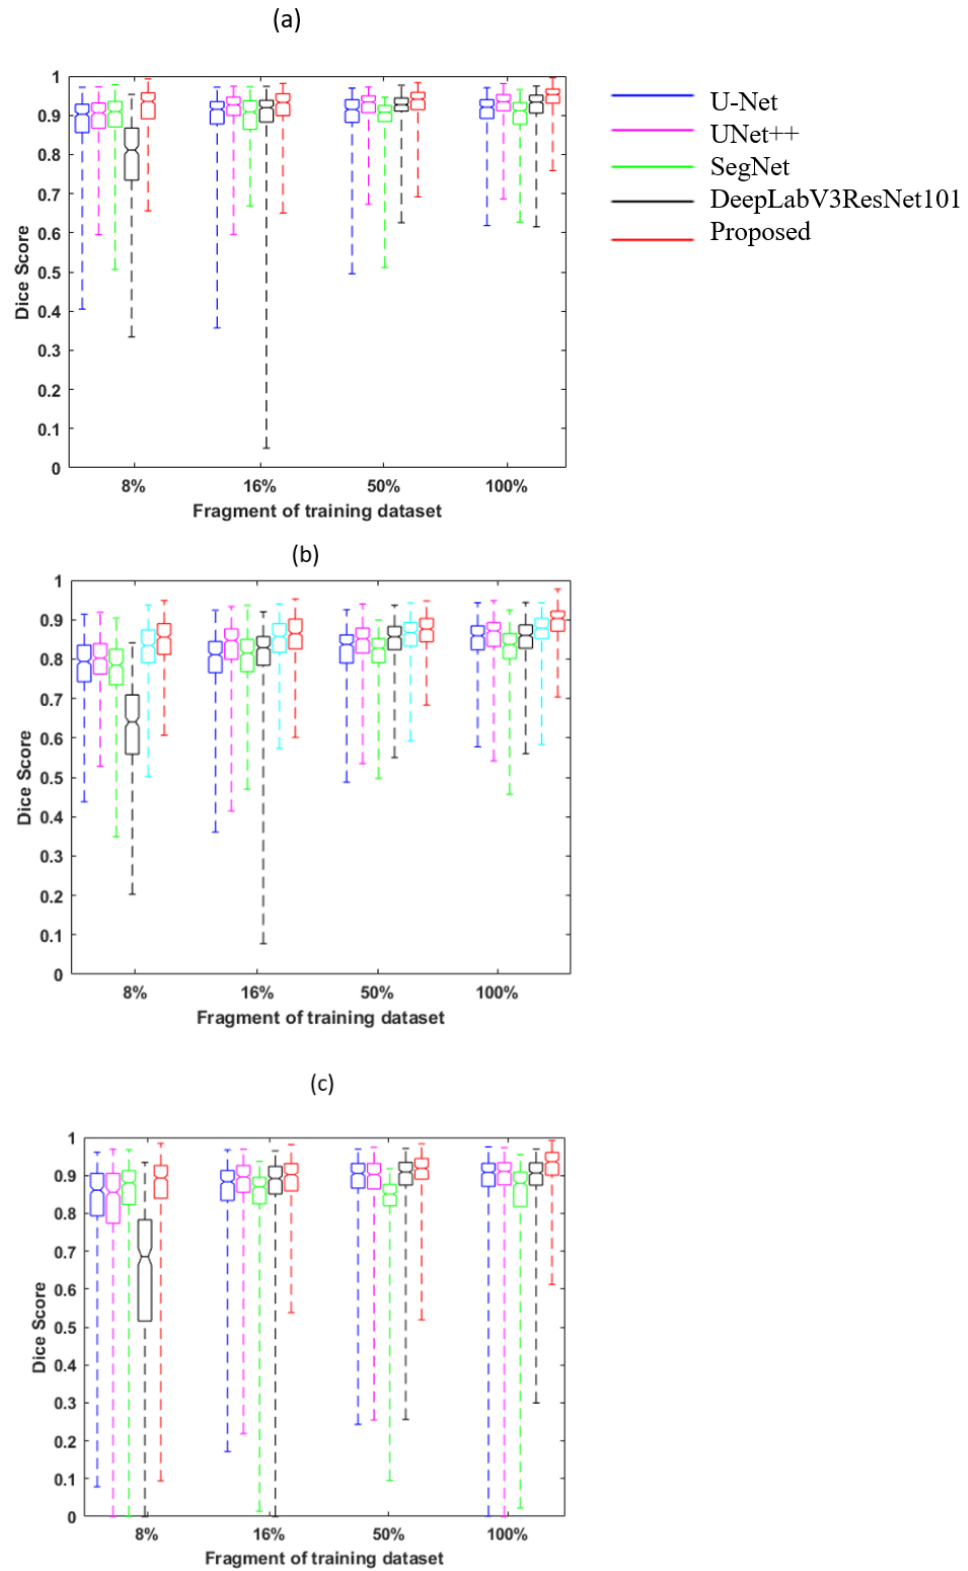 (a)
1
0.9
0.8
0.7
0.6
0.5
0.4
0.3
0.2
0.1
0
Dice Score
8% 16% 50% 100%
Fragment of training dataset
U-Net
UNet++
SegNet
DeepLabV3ResNet101
Proposed
(b)
1
0.9
0.8
0.7
0.6
0.5
0.4
0.3
0.2
0.1
0
Dice Score
8% 16% 50% 100%
Fragment of training dataset
(c)
1
0.9
0.8
0.7
0.6
0.5
0.4
0.3
0.2
0.1
0
Dice Score
8% 16% 50% 100%
Fragment of training dataset